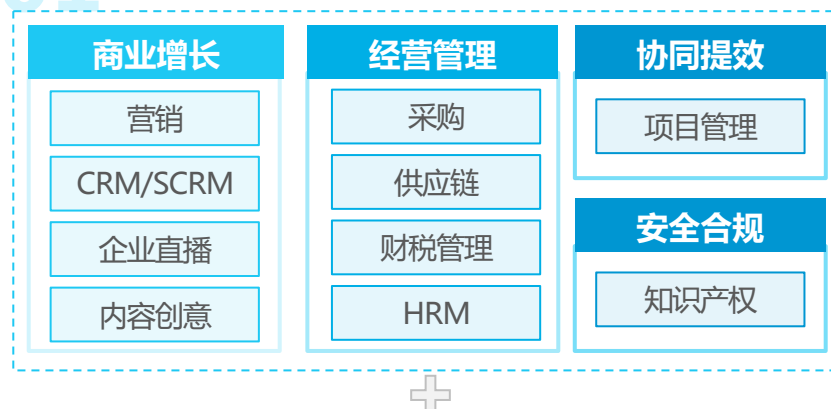 商业增长
营销
CRM/SCRM
企业直播
内容创意
经营管理
采购
供应链
财税管理
HRM
协同提效
项目管理
安全合规
知识产权